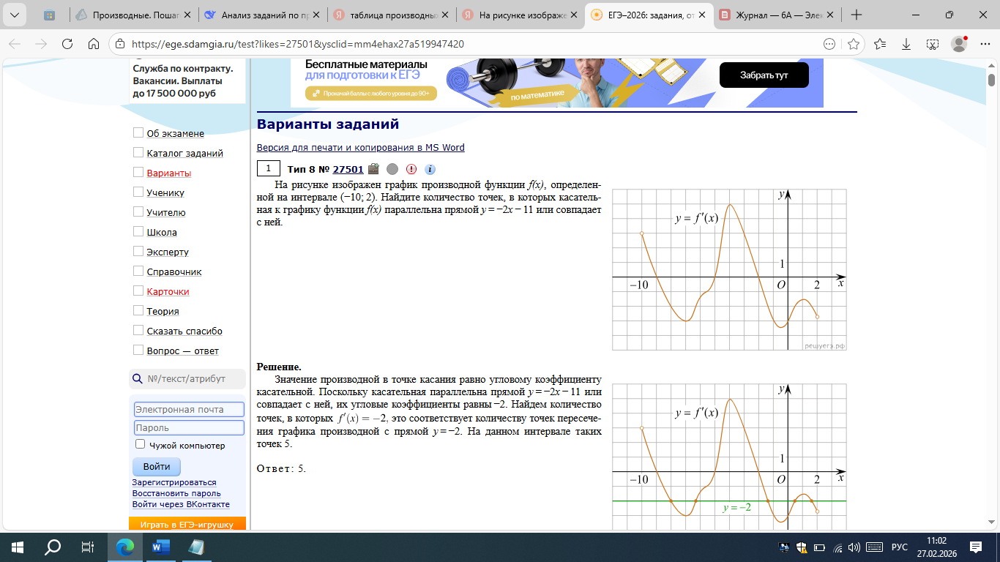 Производные. Пошаг
Анализ заданий по пр
таблица производных
На рисунке изображе
ЕГЭ–2026: задания, от
Журнал — 6А — Элек
https://ege.sdamgia.ru/test?likes=27501&ysclid=mm4ehax27a519947420
Служба по контракту.
Вакансии. Выплаты
до 17 500 000 руб
Бесплатные материалы
для подготовки к ЕГЭ
Прокачай баллы с любого уровня до 90+
по математике
Забрать тут
Об экзамене
Каталог заданий
Варианты
Ученику
Учителю
Школа
Эксперту
Справочник
Карточки
Теория
Сказать спасибо
Вопрос — ответ
№/текст/атрибут
Электронная почта
Пароль
Чужой компьютер
Войти
Зарегистрироваться
Восстановить пароль
Войти через ВКонтакте
Играть в ЕГЭ-игрушку
Варианты заданий
Версия для печати и копирования в MS Word
1 Тип 8 № 27501
На рисунке изображен график производной функции f(x), определен-
ной на интервале (−10; 2). Найдите количество точек, в которых касатель-
ная к графику функции f(x) параллельна прямой y = −2x − 11 или совпадает
с ней.
y
y = f ′(x)
1
−10 O 2 x
решуегэ.рф
Решение.
Значение производной в точке касания равно угловому коэффициенту
касательной. Поскольку касательная параллельна прямой y = −2x − 11 или
совпадает с ней, их угловые коэффициенты равны −2. Найдем количество
точек, в которых f′(x) = −2, это соответствует количеству точек пересече-
ния графика производной с прямой y = −2. На данном интервале таких
точек 5.
Ответ: 5.
y
y = f ′(x)
1
−10 O 2 x
y = −2
РУС
11:02
27.02.2026